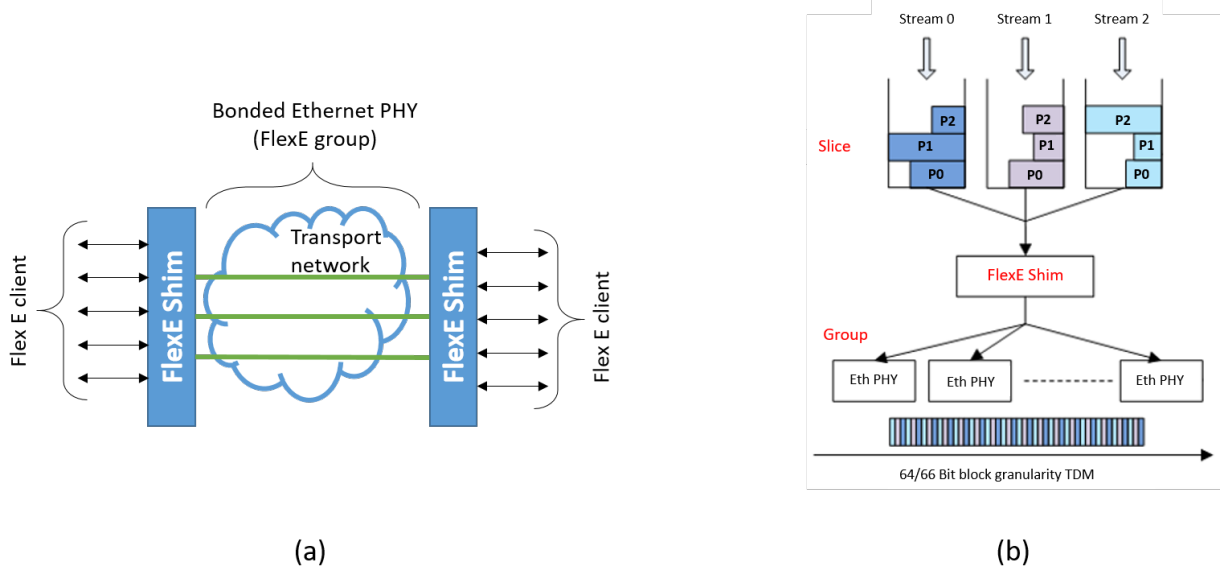 Bonded Ethernet PHY
(FlexE group)
Transport
network
Flex E client
FlexE Shim
FlexE Shim
Flex E client
(a)
Stream 0
Stream 1
Stream 2
Slice
P2
P1
P0
P2
P1
P0
P2
P1
P0
FlexE Shim
Group
Eth PHY
Eth PHY
Eth PHY
64/66 Bit block granularity TDM
(b)